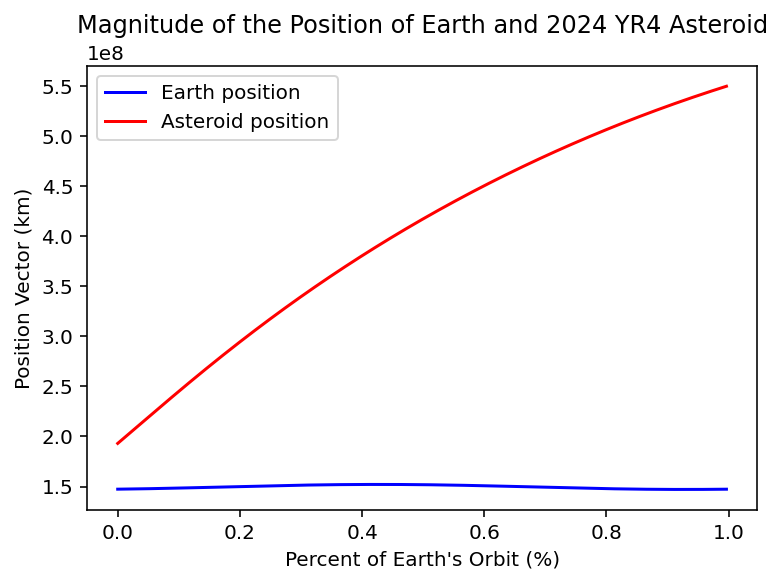 Magnitude of the Position of Earth and 2024 YR4 Asteroid
1e8
Earth position
Asteroid position
5.5
5.0
4.5
4.0
3.5
3.0
2.5
2.0
1.5
Position Vector (km)
0.0 0.2 0.4 0.6 0.8 1.0
Percent of Earth's Orbit (%)